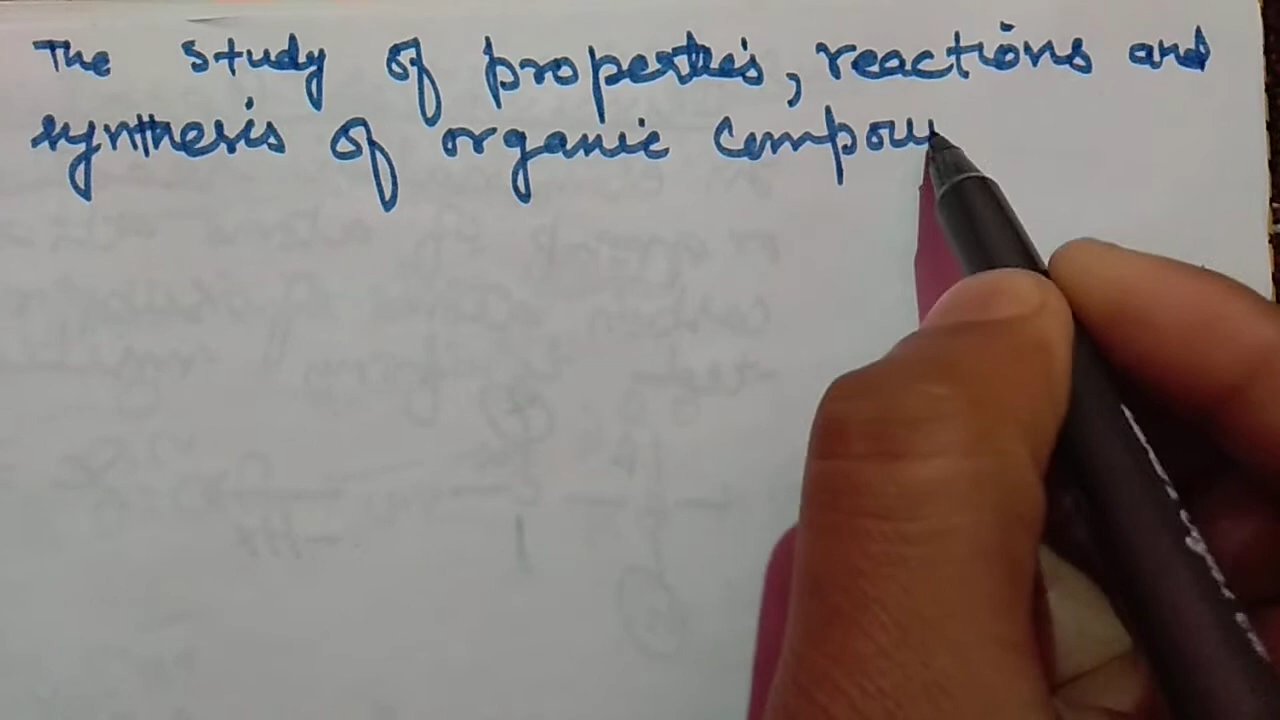 The study of properties, reactions and
synthesis of organic compou